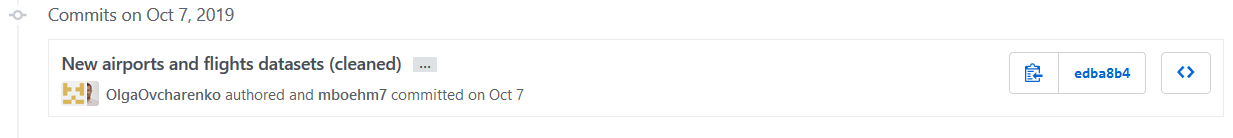 Commits on Oct 7, 2019
New airports and flights datasets (cleaned) ...
OlgaOvcharenko authored and mboehm7 committed on Oct 7
edba8b4